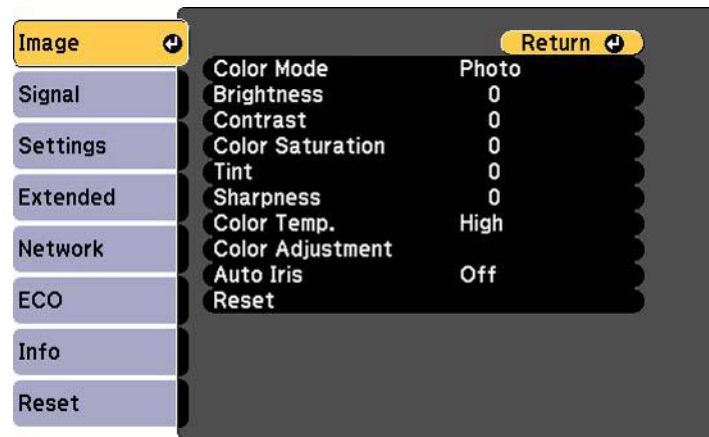 Image
Signal
Settings
Extended
Network
ECO
Info
Reset
Return
Color Mode Photo
Brightness 0
Contrast 0
Color Saturation 0
Tint 0
Sharpness 0
Color Temp. High
Color Adjustment
Auto Iris Off
Reset